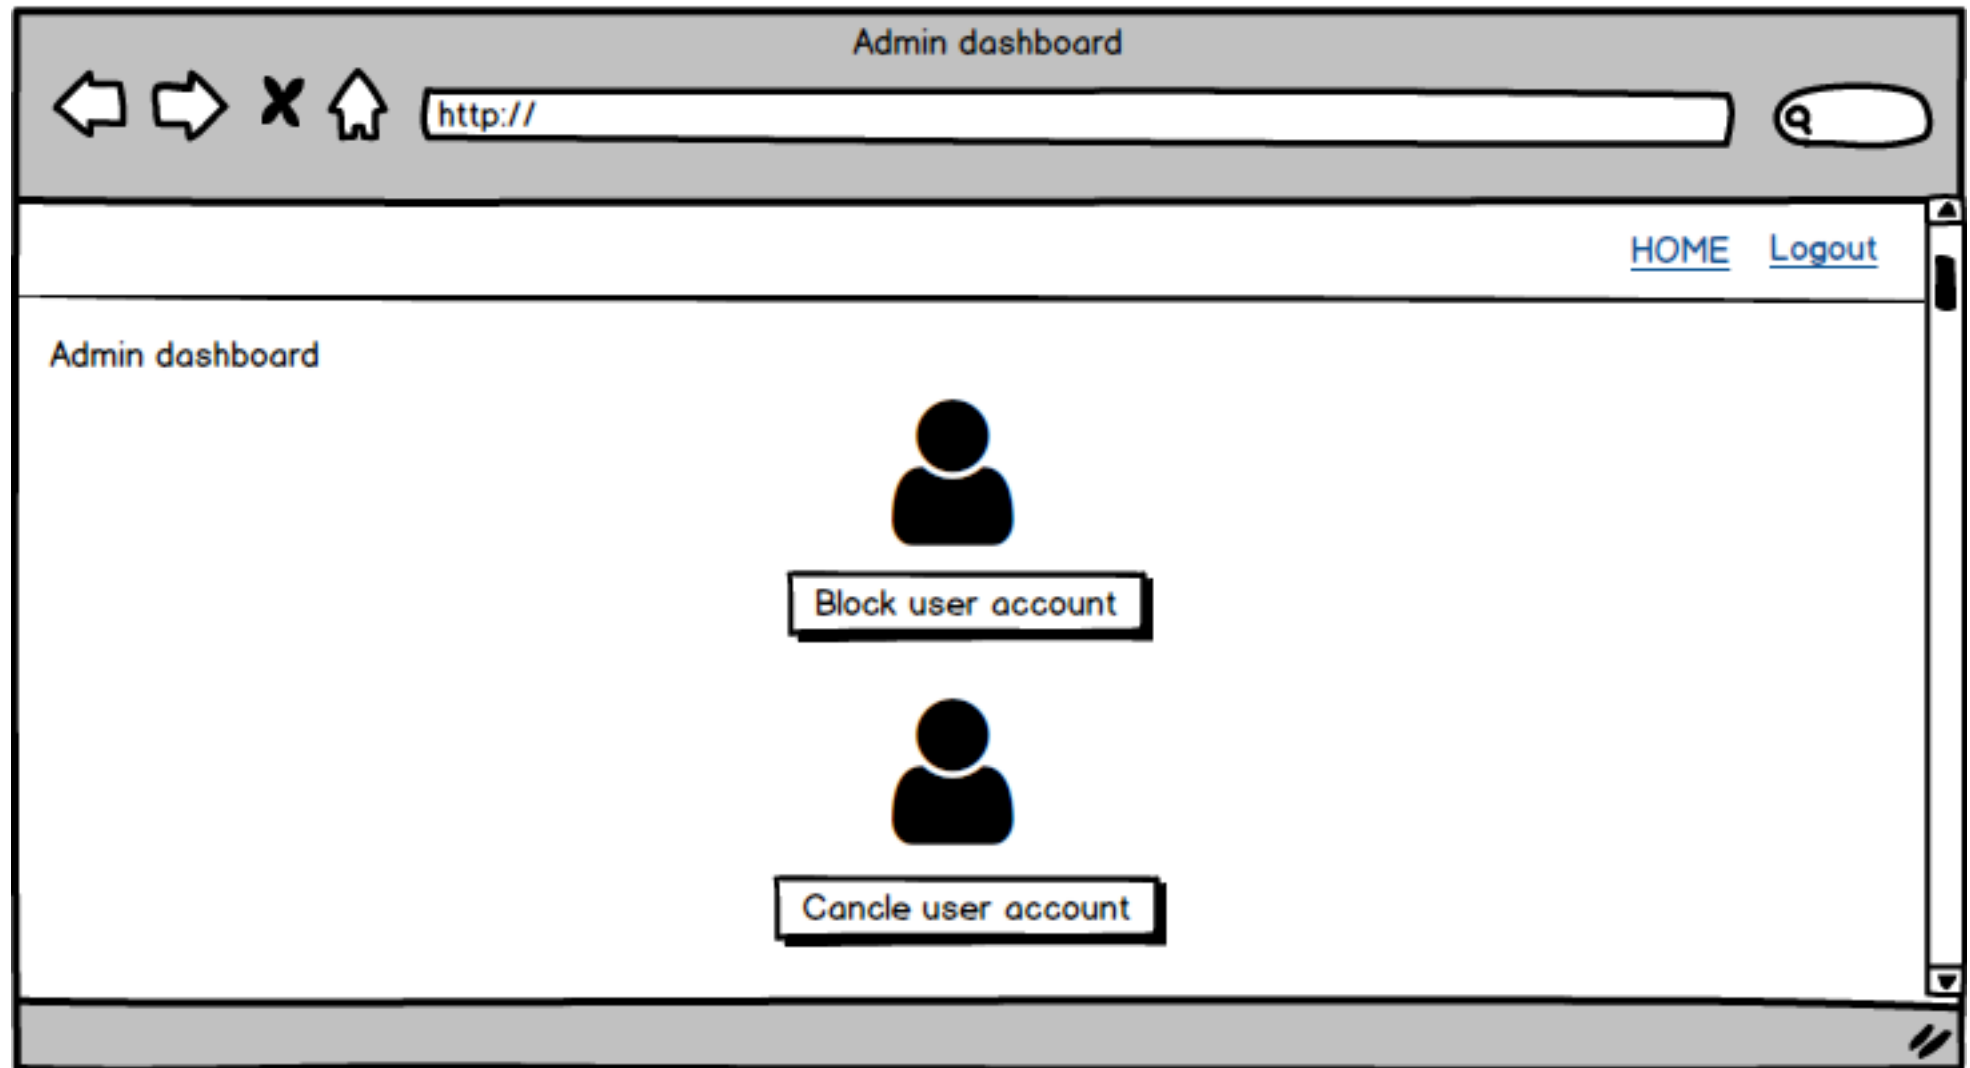 Admin dashboard
http://
HOME Logout
Admin dashboard
Block user account
Cancle user account